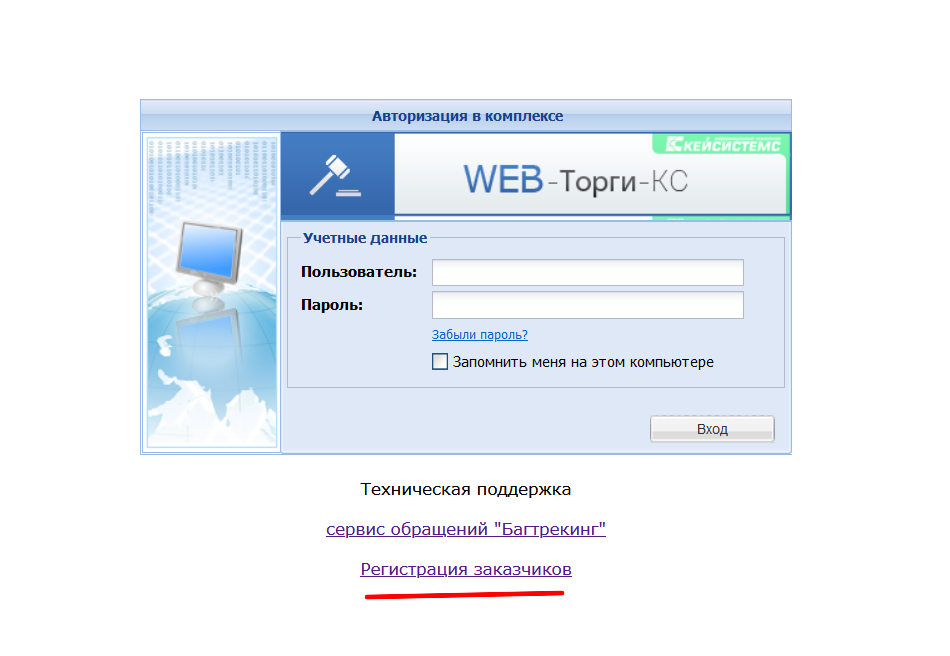 Авторизация в комплексе
КЕЙСИСТЕМС
WEB-Торги-КС
Учетные данные
Пользователь:
Пароль:
Забыли пароль?
Запомнить меня на этом компьютере
Вход
Техническая поддержка
сервис обращений "Багтрекинг"
Регистрация заказчиков